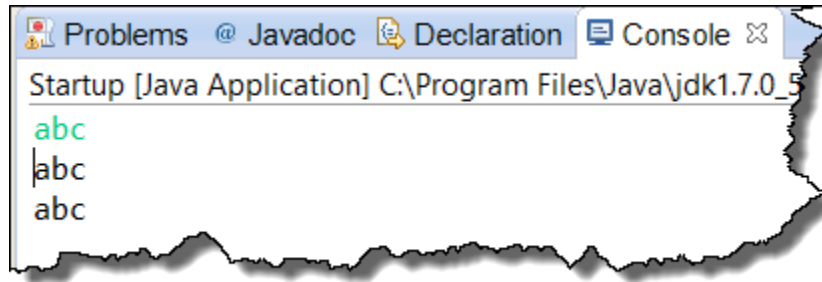 Problems @ Javadoc Declaration Console
Startup [Java Application] C:\Program Files\Java\jdk1.7.0_5
abc
abc
abc